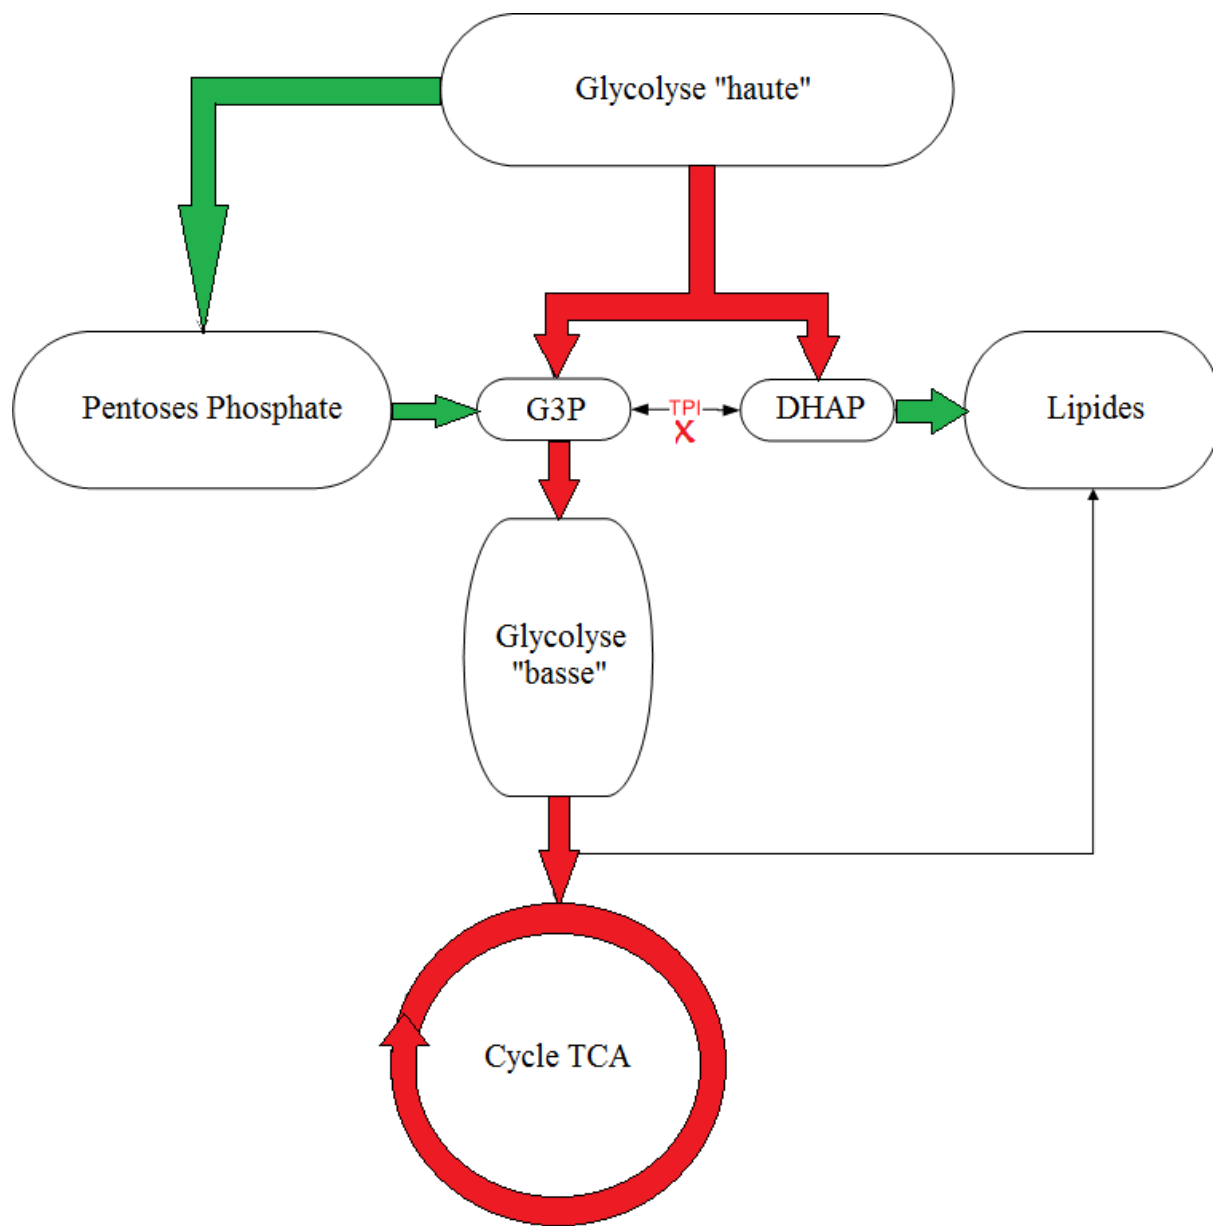 Glycolyse "haute"
Pentoses Phosphate
G3P
TPI
X
DHAP
Lipides
Glycolyse
"basse"
Cycle TCA